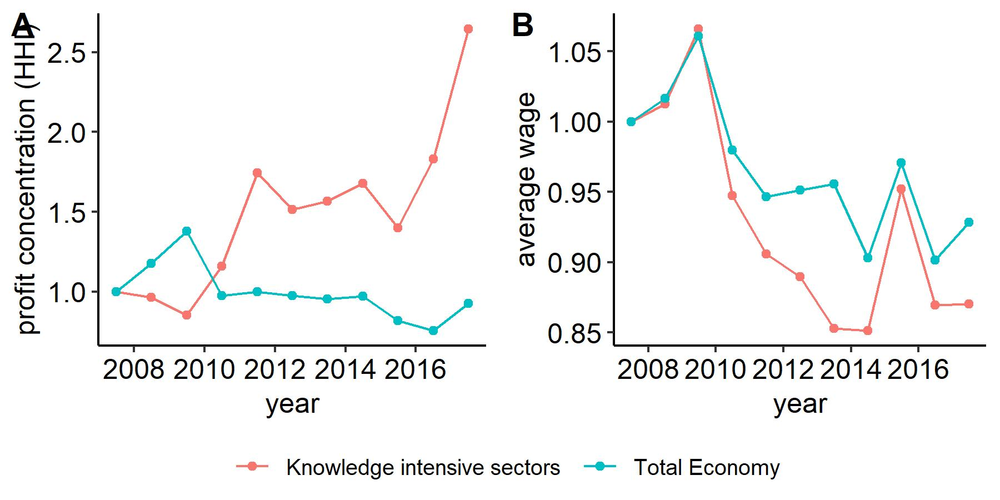 A
profit concentration (HHI)
2.5
2.0
1.5
1.0
2008 2010 2012 2014 2016
year
B
average wage
1.05
1.00
0.95
0.90
0.85
2008 2010 2012 2014 2016
year
Knowledge intensive sectors Total Economy